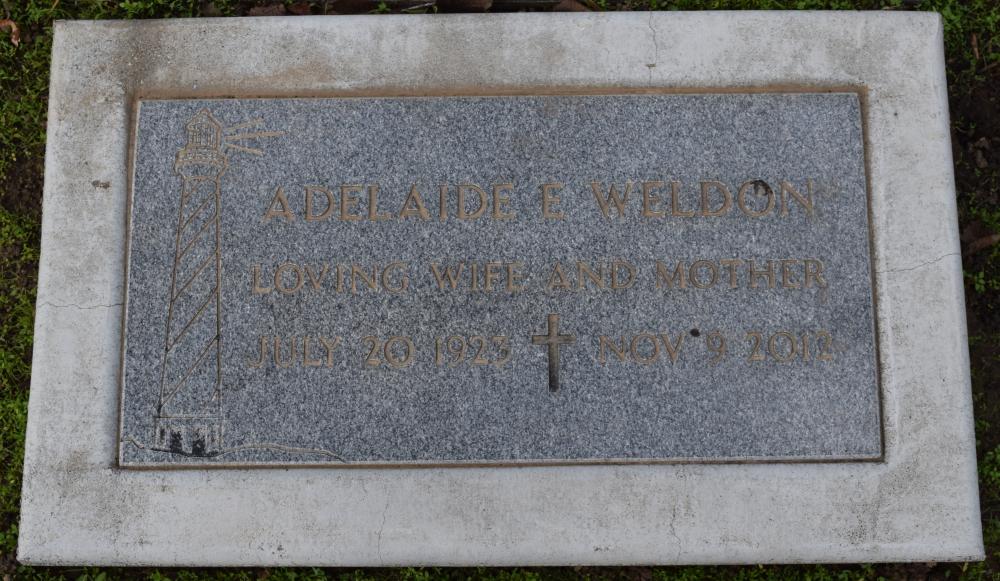 ADELAIDE E WELDON
LOVING WIFE AND MOTHER
JULY 20 1923 NOV 9 2012